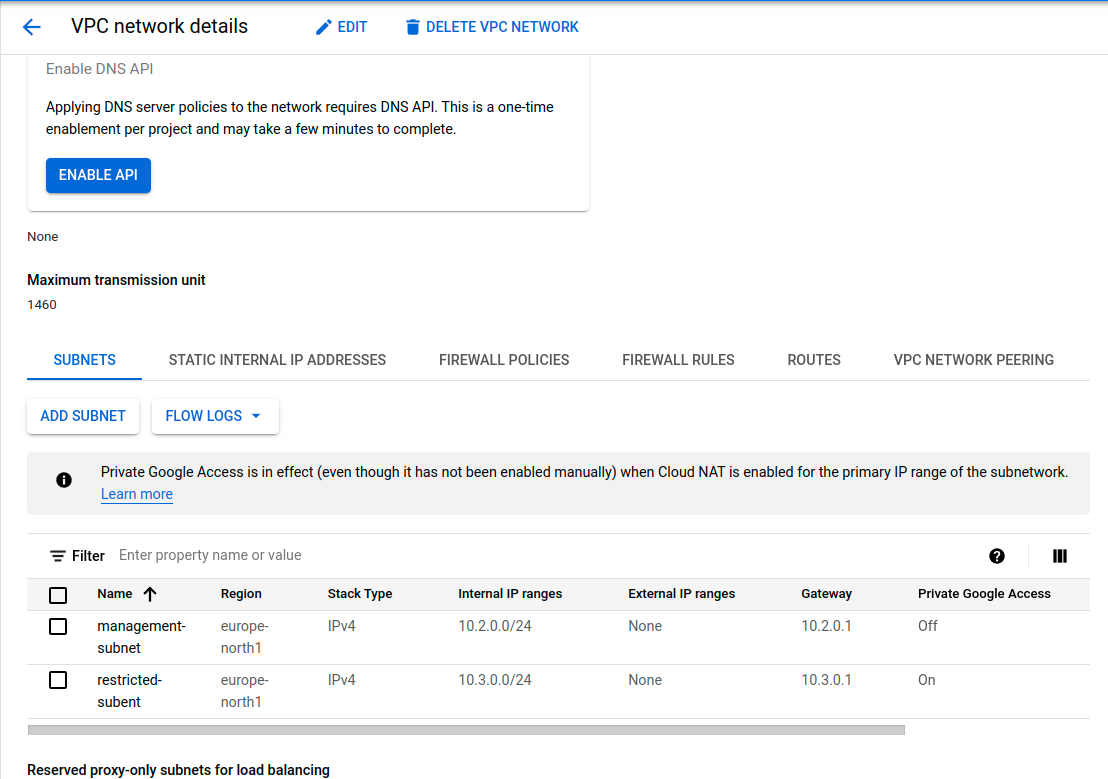 VPC network details
EDIT
DELETE VPC NETWORK
Enable DNS API
Applying DNS server policies to the network requires DNS API. This is a one-time
enablement per project and may take a few minutes to complete.
ENABLE API
None
Maximum transmission unit
1460
SUBNETS
STATIC INTERNAL IP ADDRESSES
FIREWALL POLICIES
FIREWALL RULES
ROUTES
VPC NETWORK PEERING
ADD SUBNET
FLOW LOGS
Private Google Access is in effect (even though it has not been enabled manually) when Cloud NAT is enabled for the primary IP range of the subnetwork.
Learn more
Filter Enter property name or value
Name Region Stack Type Internal IP ranges External IP ranges Gateway Private Google Access
management- europe- IPv4 10.2.0.0/24 None 10.2.0.1 Off
subnet north1
restricted- europe- IPv4 10.3.0.0/24 None 10.3.0.1 On
subent north1
Reserved proxy-only subnets for load balancing